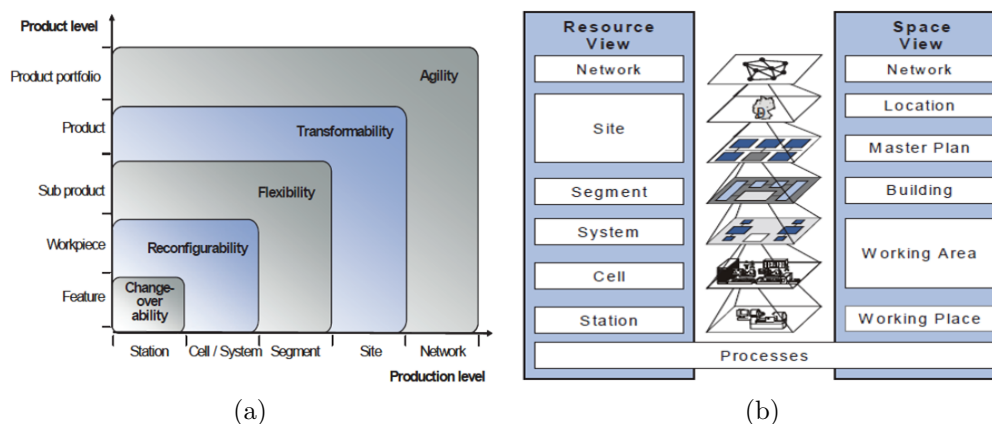 Product level
Product portfolio
Product
Sub product
Workpiece
Feature
Agility
Transformability
Flexibility
Reconfigurability
Change-
over
ability
Station
Cell / System
Segment
Site
Network
Production level
(a)
Resource
View
Network
Site
Segment
System
Cell
Station
Space
View
Network
Location
Master Plan
Building
Working Area
Working Place
Processes
(b)